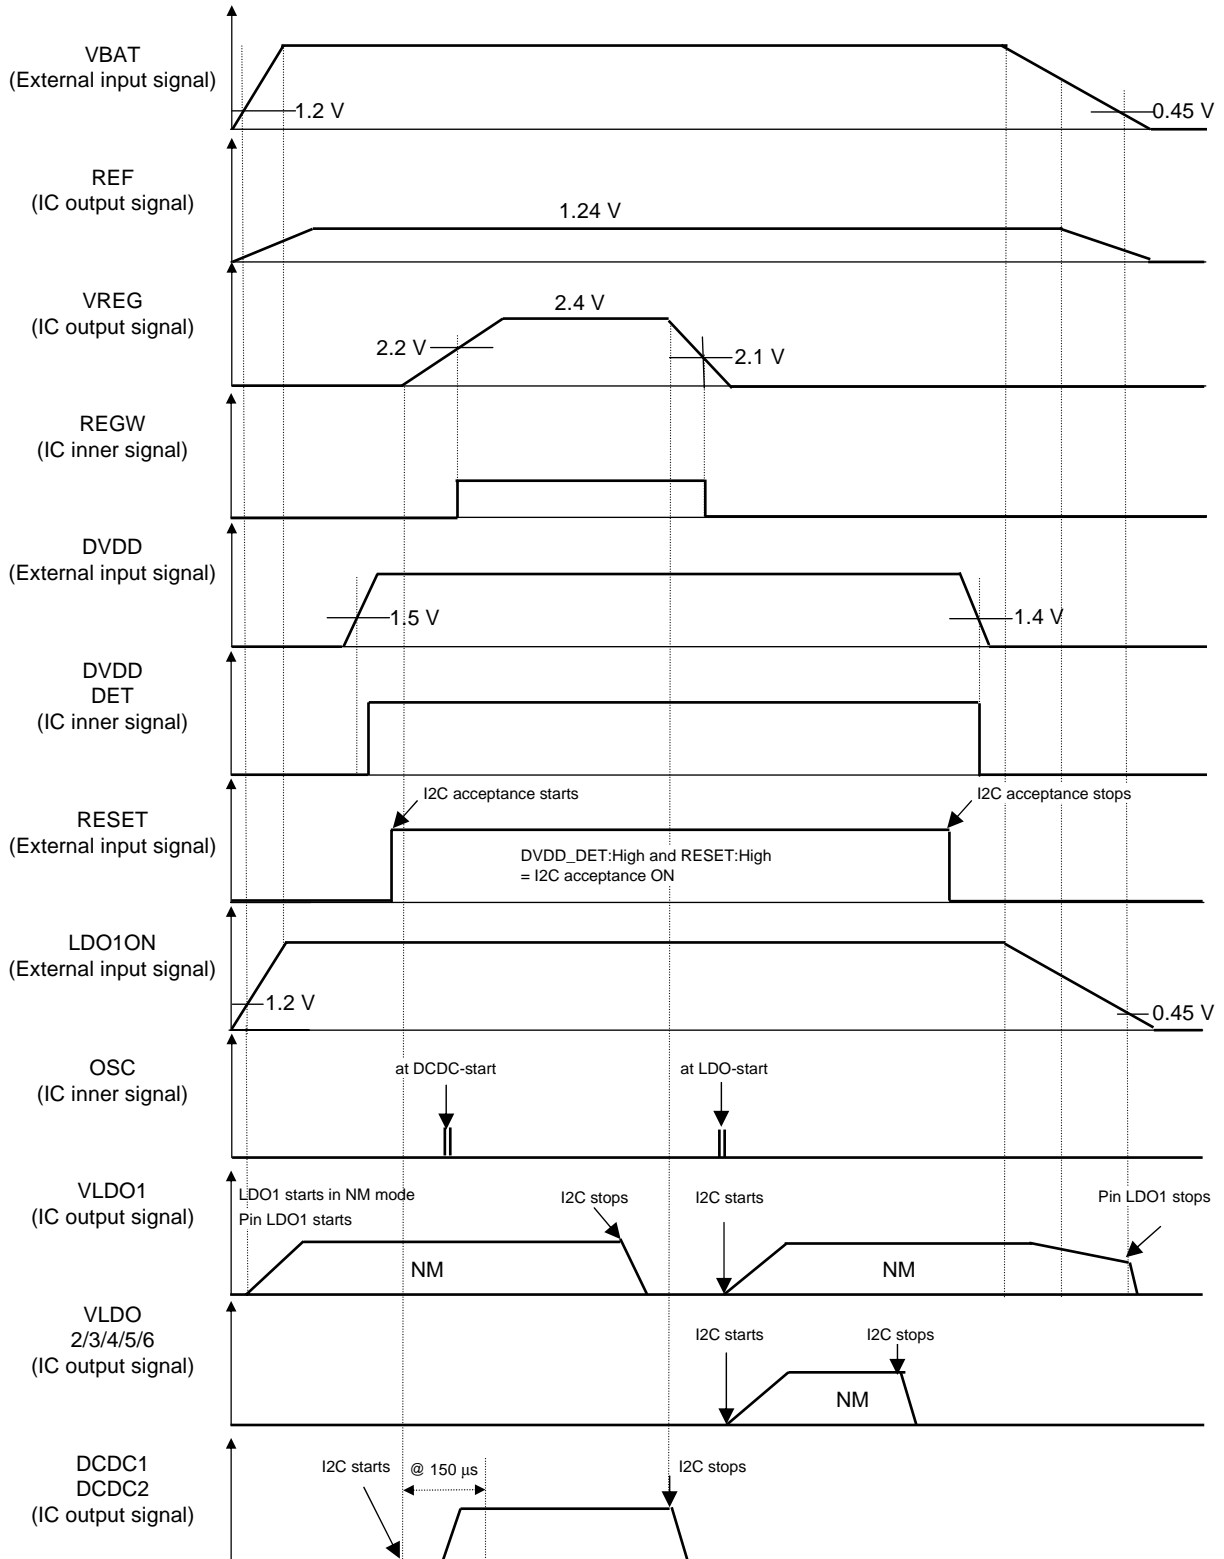 VBAT
(External input signal)
1.2 V
0.45 V
REF
(IC output signal)
1.24 V
VREG
(IC output signal)
2.4 V
2.2 V
2.1 V
REGW
(IC inner signal)
DVDD
(External input signal)
1.5 V
1.4 V
DVDD
DET
(IC inner signal)
I2C acceptance starts
I2C acceptance stops
RESET
(External input signal)
DVDD_DET:High and RESET:High
= I2C acceptance ON
LDO1ON
(External input signal)
1.2 V
0.45 V
OSC
(IC inner signal)
at DCDC-start
at LDO-start
VLDO1
(IC output signal)
LDO1 starts in NM mode
Pin LDO1 starts
I2C stops
I2C starts
Pin LDO1 stops
NM
NM
VLDO
2/3/4/5/6
(IC output signal)
I2C starts
I2C stops
NM
DCDC1
DCDC2
(IC output signal)
I2C starts
@ 150 μs
I2C stops